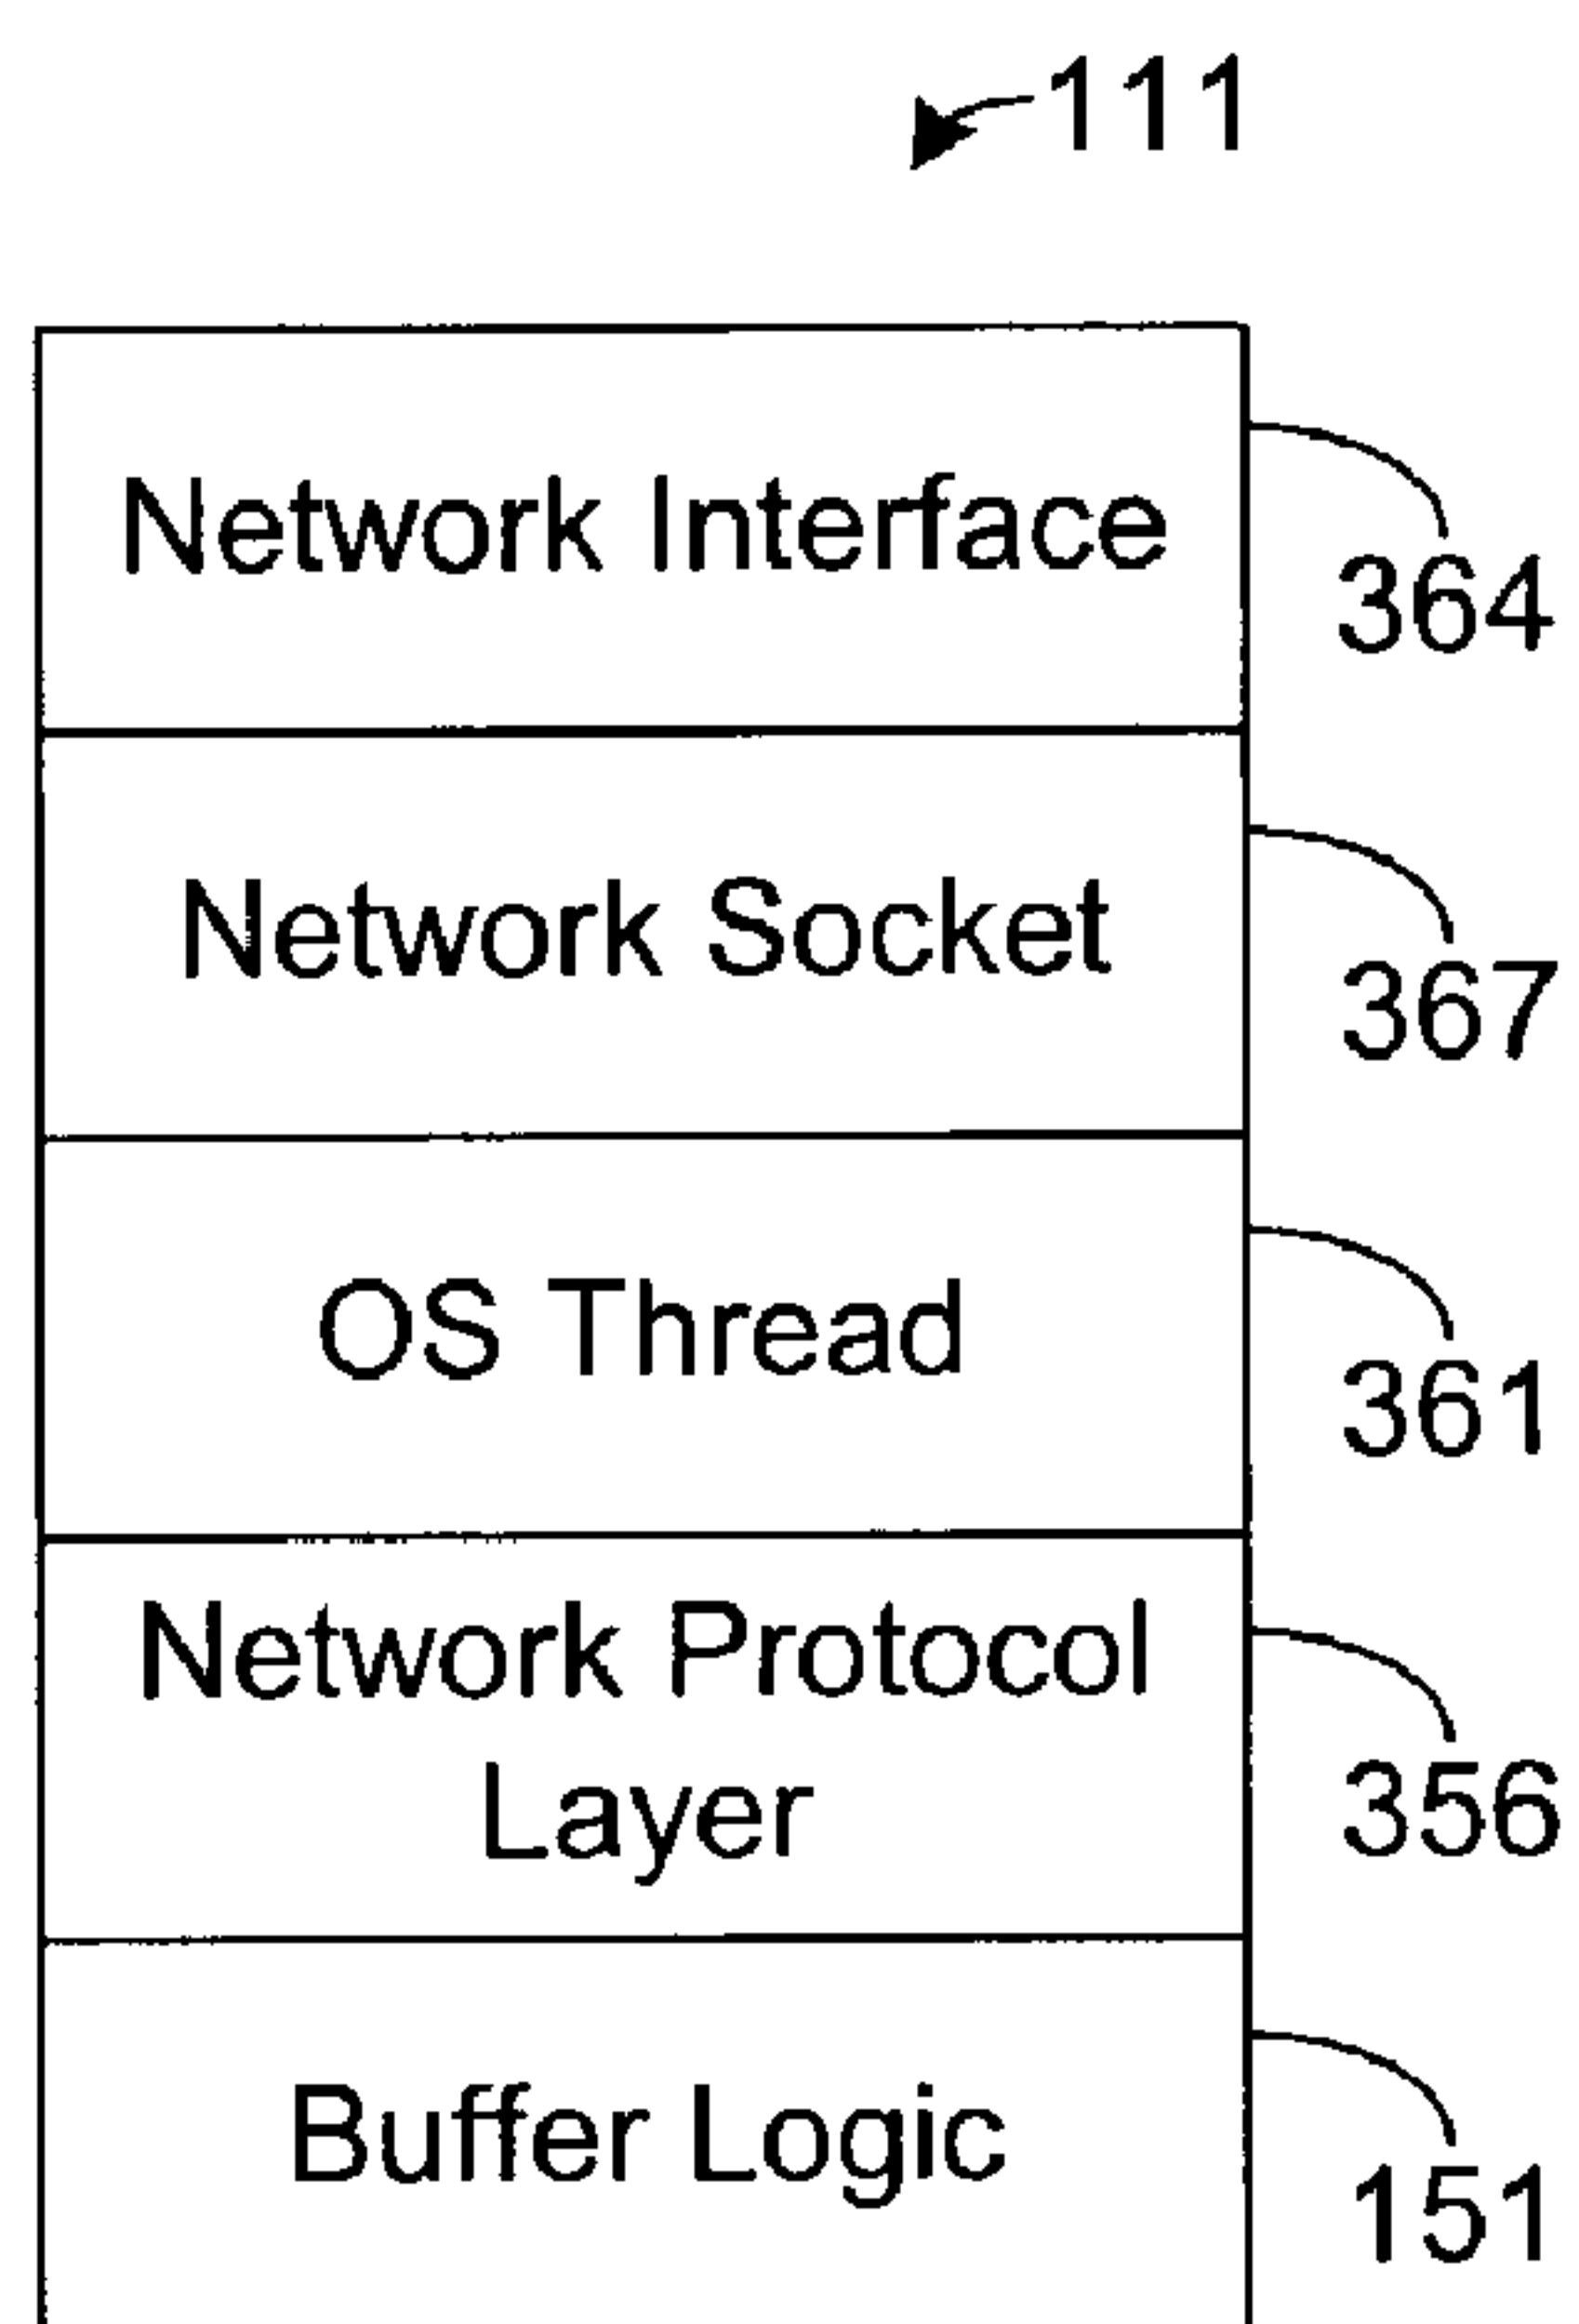 111
Network Interface
364
Network Socket
367
OS Thread
361
Network Protocol
Layer
356
Buffer Logic
151